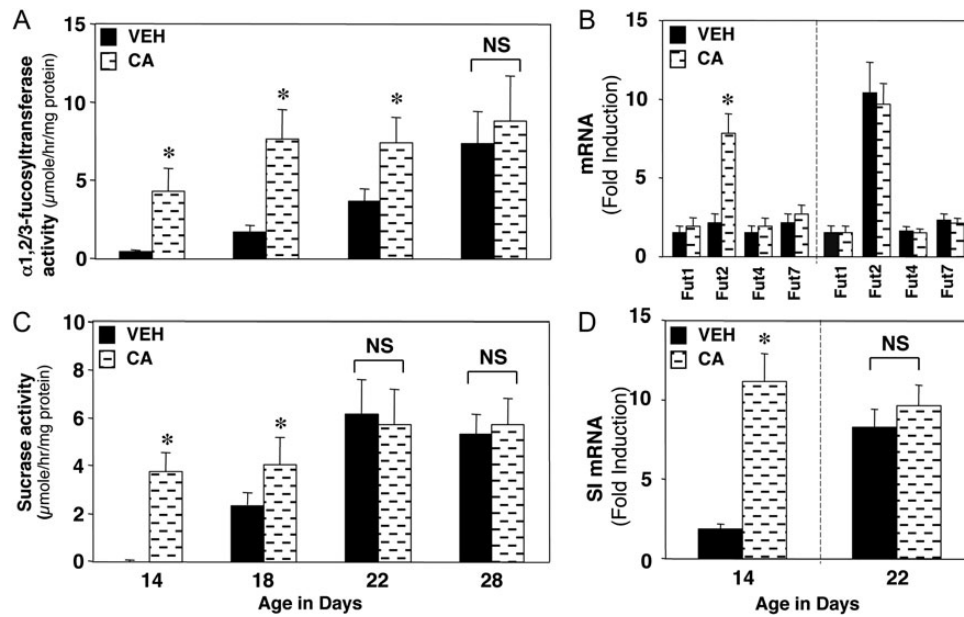 A
α1,2/3-fucosyltransferase
activity (μmole/hr/mg protein)
15
10
5
0
VEH
CA
*
*
*
NS
B
mRNA
(Fold Induction)
15
10
5
0
VEH
CA
*
Fut1
Fut2
Fut4
Fut7
Fut1
Fut2
Fut4
Fut7
C
Sucrase activity
(μmole/hr/mg protein)
10
8
6
4
2
0
VEH
CA
*
*
NS
NS
14
18
22
28
Age in Days
D
SI mRNA
(Fold Induction)
15
10
5
0
VEH
CA
*
NS
14
22
Age in Days